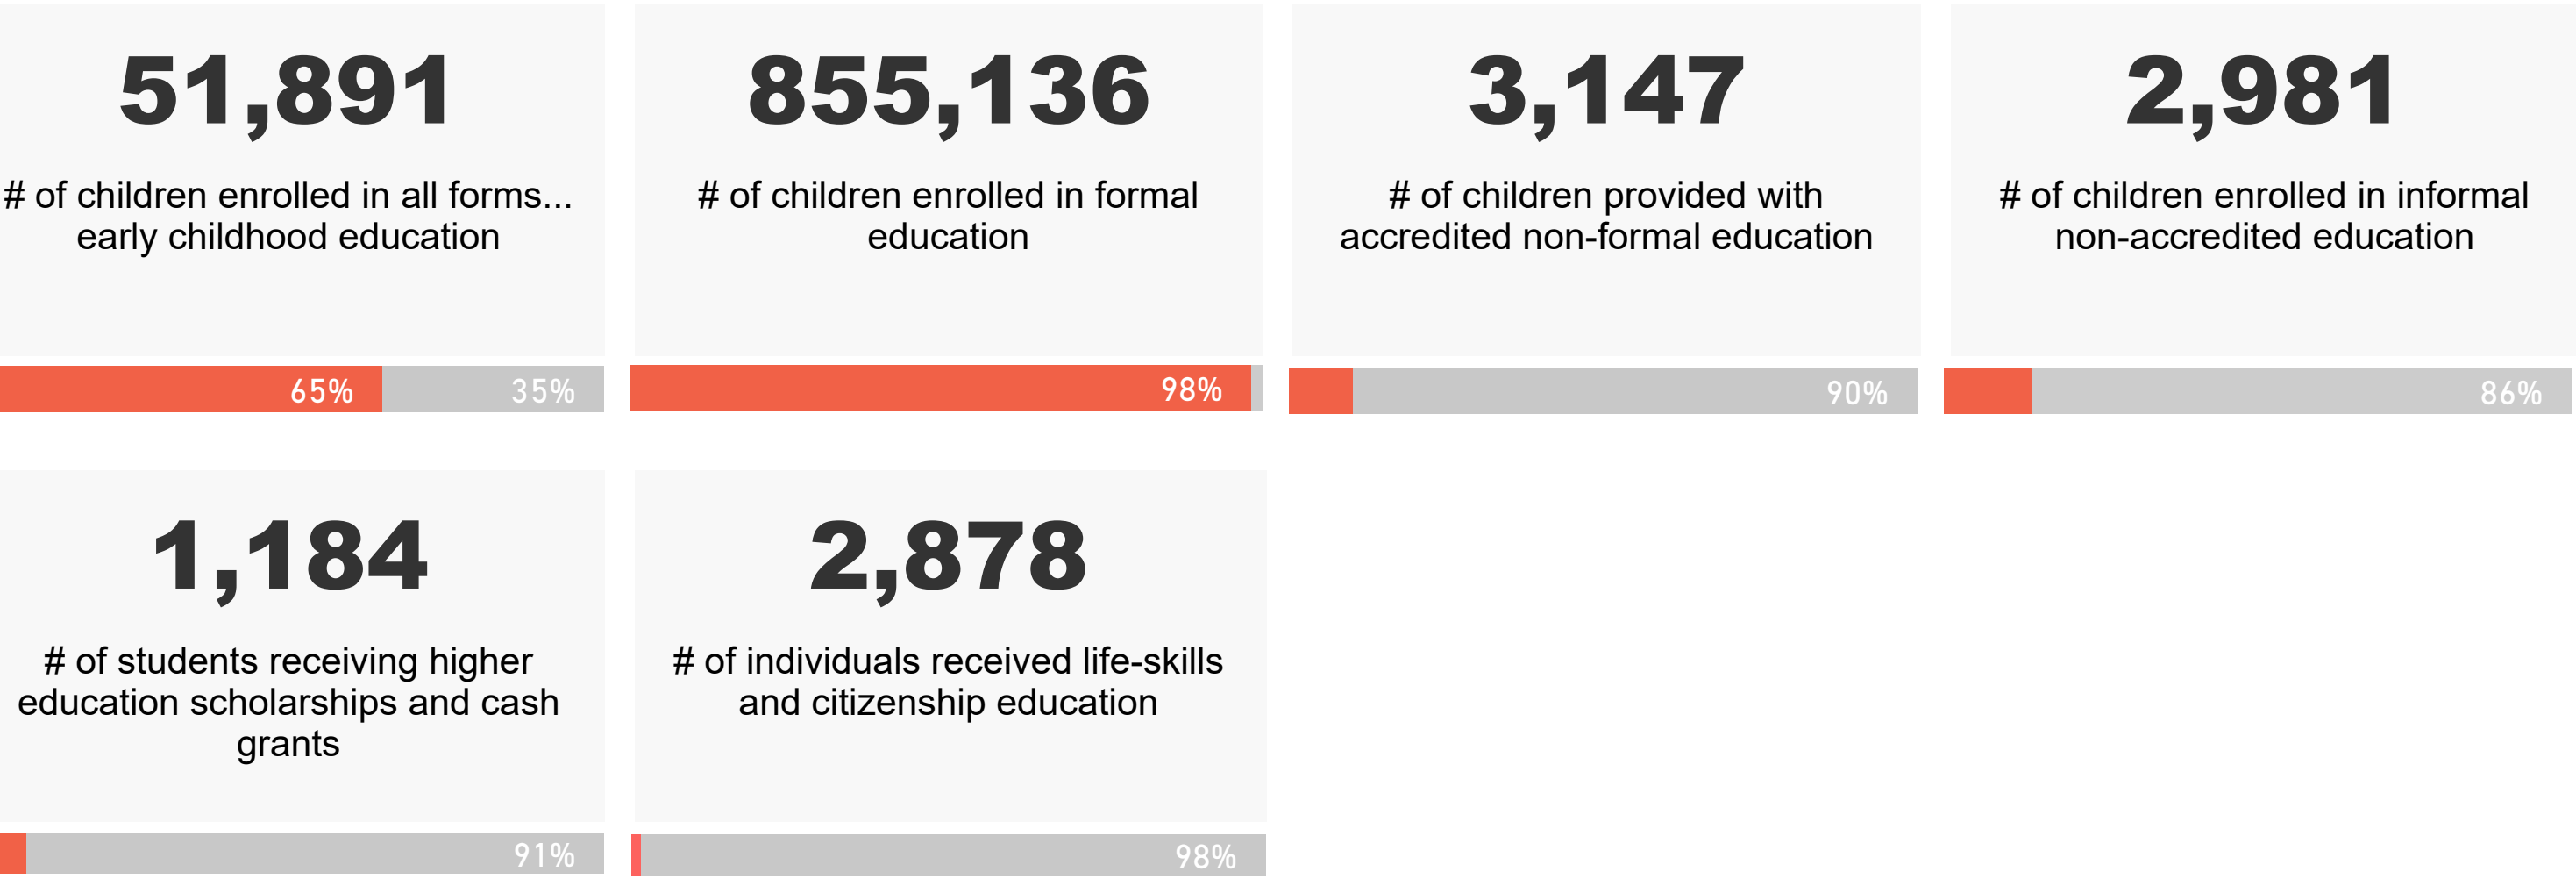 51,891
# of children enrolled in all forms...
early childhood education
65%
35%
855,136
# of children enrolled in formal
education
98%
3,147
# of children provided with
accredited non-formal education
90%
2,981
# of children enrolled in informal
non-accredited education
86%
1,184
# of students receiving higher
education scholarships and cash
grants
91%
2,878
# of individuals received life-skills
and citizenship education
98%